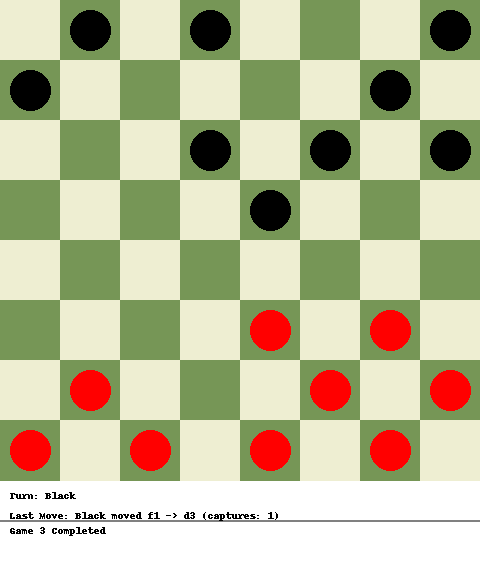 Turn: Black
Last Move: Black moved f1 -> d3 (captures: 1)
Game 3 Completed